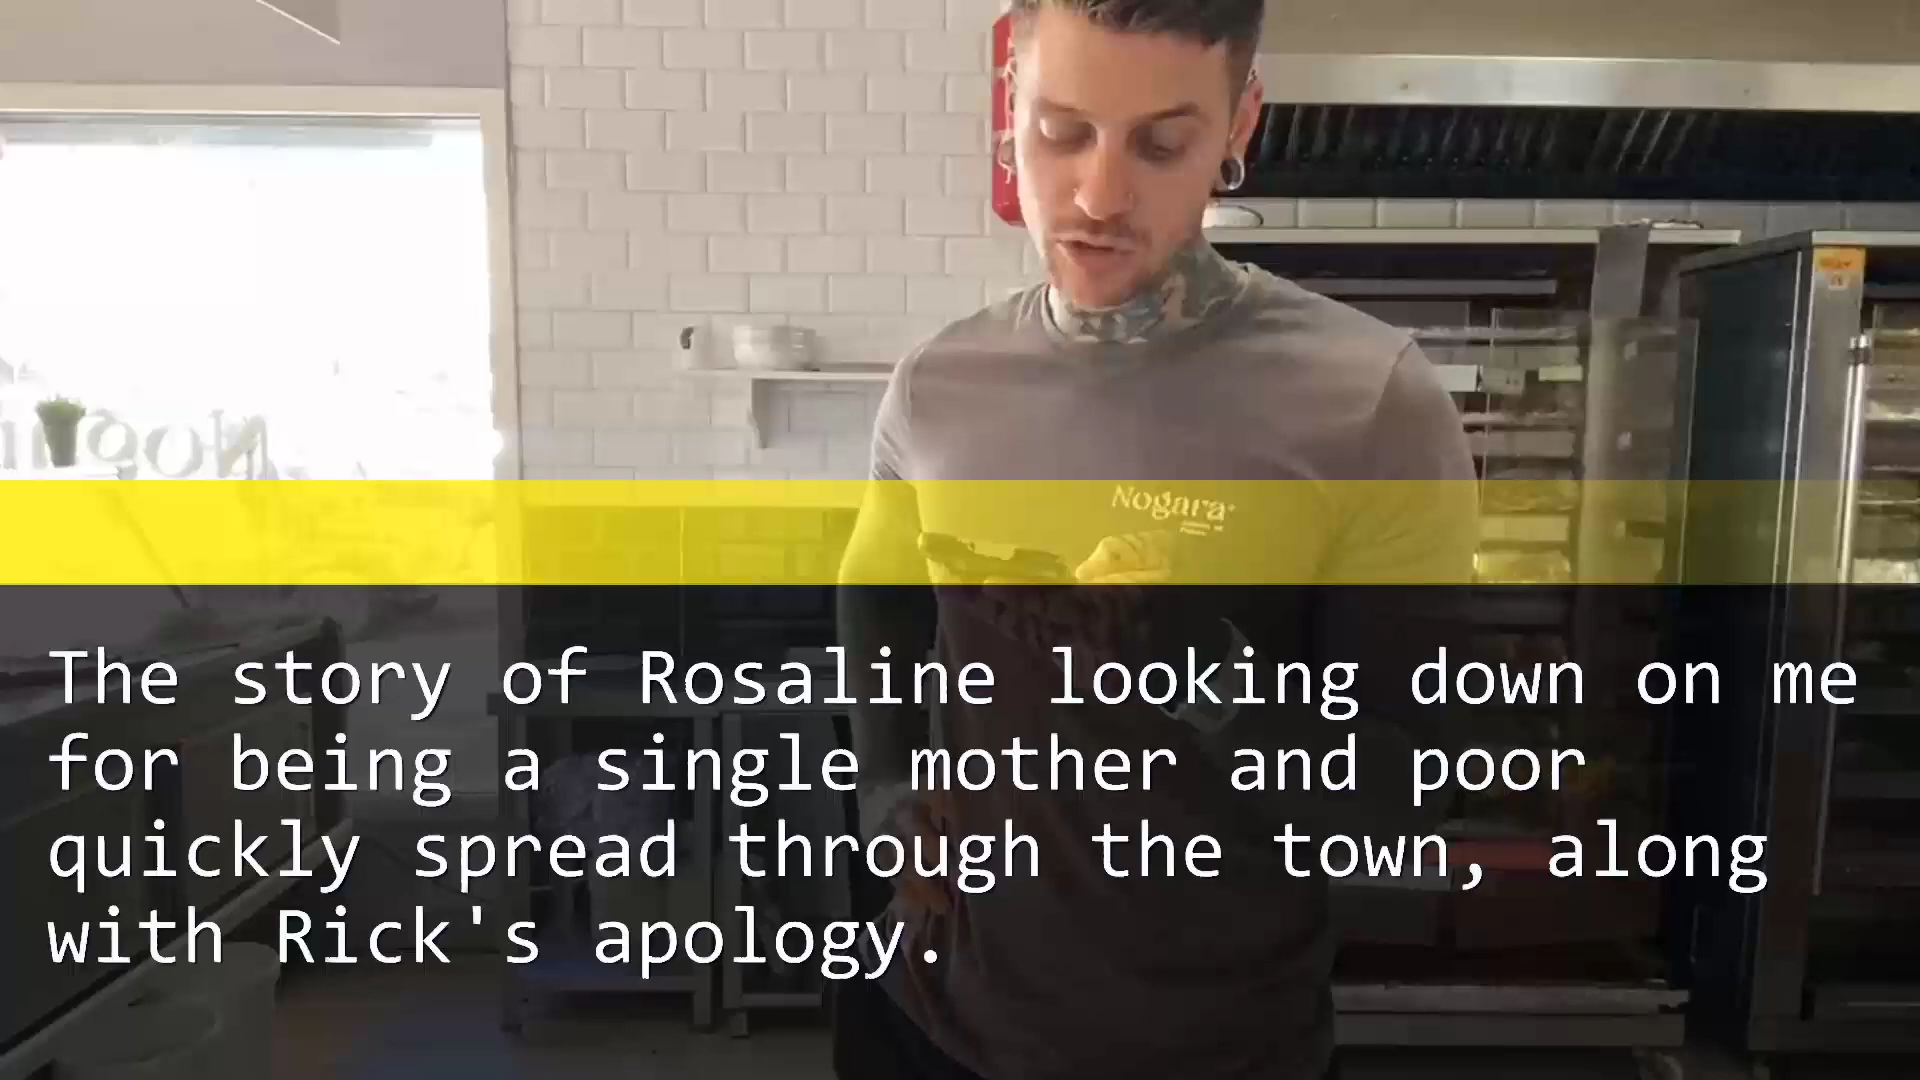 Nogara
The story of Rosaline looking down on me
for being a single mother and poor
quickly spread through the town, along
with Rick's apology.